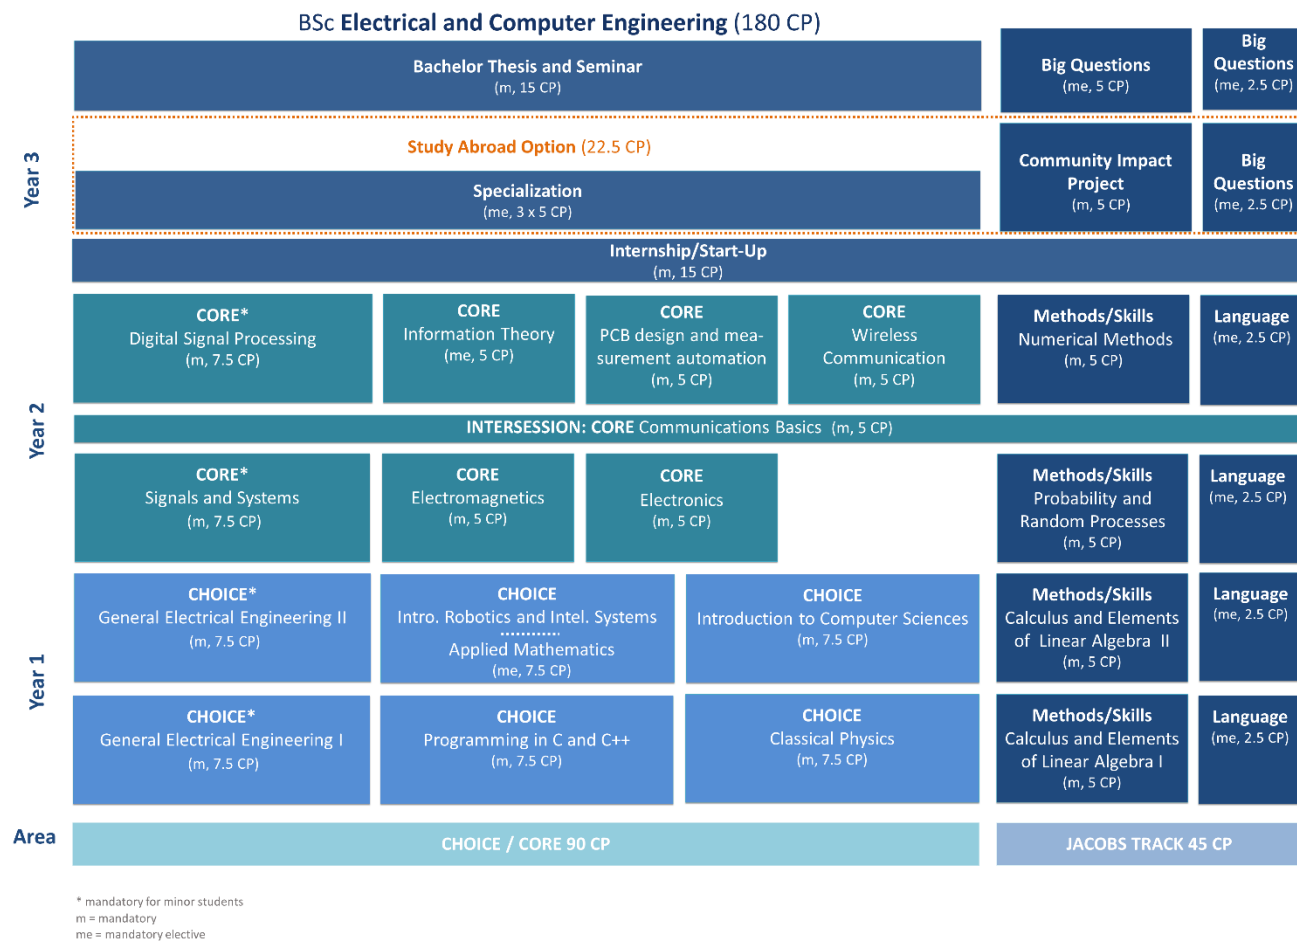 BSc Electrical and Computer Engineering (180 CP)
Bachelor Thesis and Seminar
(m, 15 CP)
Big Questions
(me, 5 CP)
Big
Questions
(me, 2.5 CP)
Year 3
Study Abroad Option (22.5 CP)
Specialization
(me, 3 x 5 CP)
Community Impact
Project
(m, 5 CP)
Big
Questions
(me, 2.5 CP)
Internship/Start-Up
(m, 15 CP)
Year 2
CORE*
Digital Signal Processing
(m, 7.5 CP)
CORE
Information Theory
(me, 5 CP)
CORE
PCB design and mea-
surement automation
(m, 5 CP)
CORE
Wireless
Communication
(m, 5 CP)
Methods/Skills
Numerical Methods
(m, 5 CP)
Language
(me, 2.5 CP)
INTERSESSION: CORE Communications Basics (m, 5 CP)
CORE*
Signals and Systems
(m, 7.5 CP)
CORE
Electromagnetics
(m, 5 CP)
CORE
Electronics
(m, 5 CP)
Methods/Skills
Probability and
Random Processes
(m, 5 CP)
Language
(me, 2.5 CP)
Year 1
CHOICE*
General Electrical Engineering II
(m, 7.5 CP)
CHOICE
Intro. Robotics and Intel. Systems
Applied Mathematics
(me, 7.5 CP)
CHOICE
Introduction to Computer Sciences
(m, 7.5 CP)
Methods/Skills
Calculus and Elements
of Linear Algebra II
(m, 5 CP)
Language
(me, 2.5 CP)
CHOICE*
General Electrical Engineering I
(m, 7.5 CP)
CHOICE
Programming in C and C++
(m, 7.5 CP)
CHOICE
Classical Physics
(m, 7.5 CP)
Methods/Skills
Calculus and Elements
of Linear Algebra I
(m, 5 CP)
Language
(me, 2.5 CP)
Area
CHOICE / CORE 90 CP
JACOBS TRACK 45 CP
* mandatory for minor students
m = mandatory
me = mandatory elective